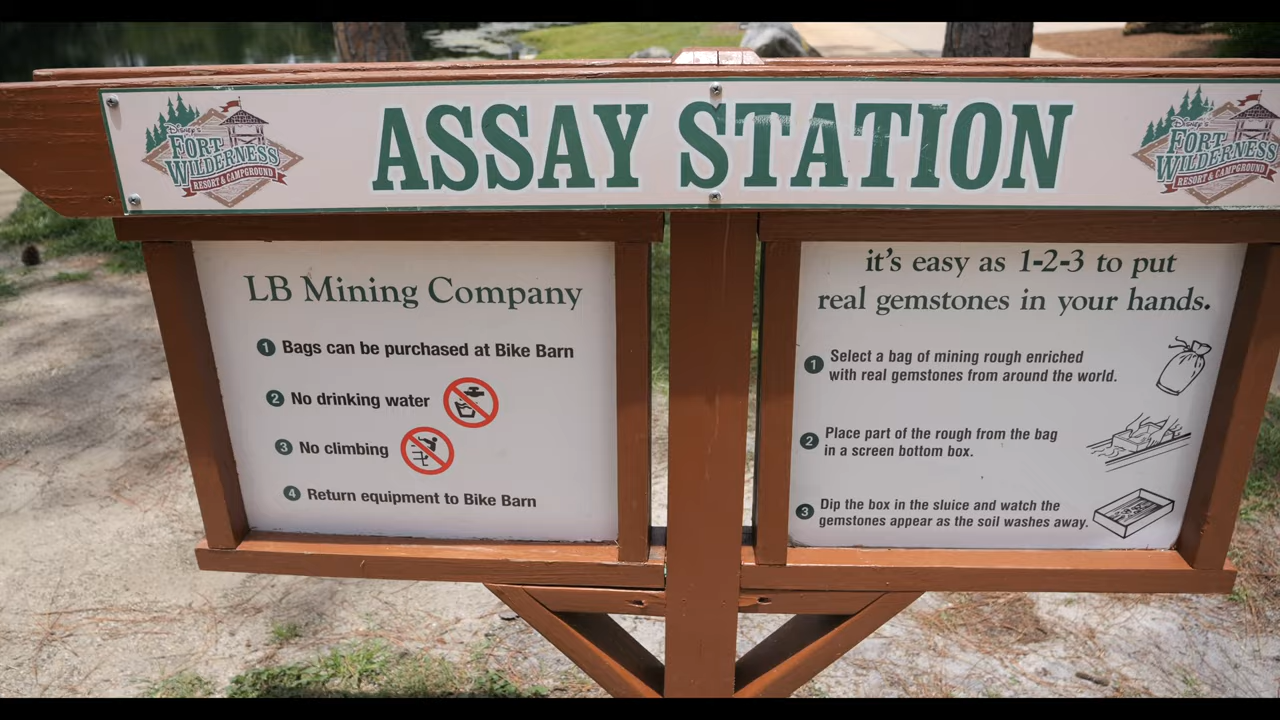 Disney's
FORT
WILDERNESS
RESORT & CAMPGROUND
ASSAY STATION
Disney's
FORT
WILDERNESS
RESORT & CAMPGROUND
LB Mining Company
1 Bags can be purchased at Bike Barn
2 No drinking water
3 No climbing
4 Return equipment to Bike Barn
it's easy as 1-2-3 to put
real gemstones in your hands.
1 Select a bag of mining rough enriched
with real gemstones from around the world.
2 Place part of the rough from the bag
in a screen bottom box.
3 Dip the box in the sluice and watch the
gemstones appear as the soil washes away.